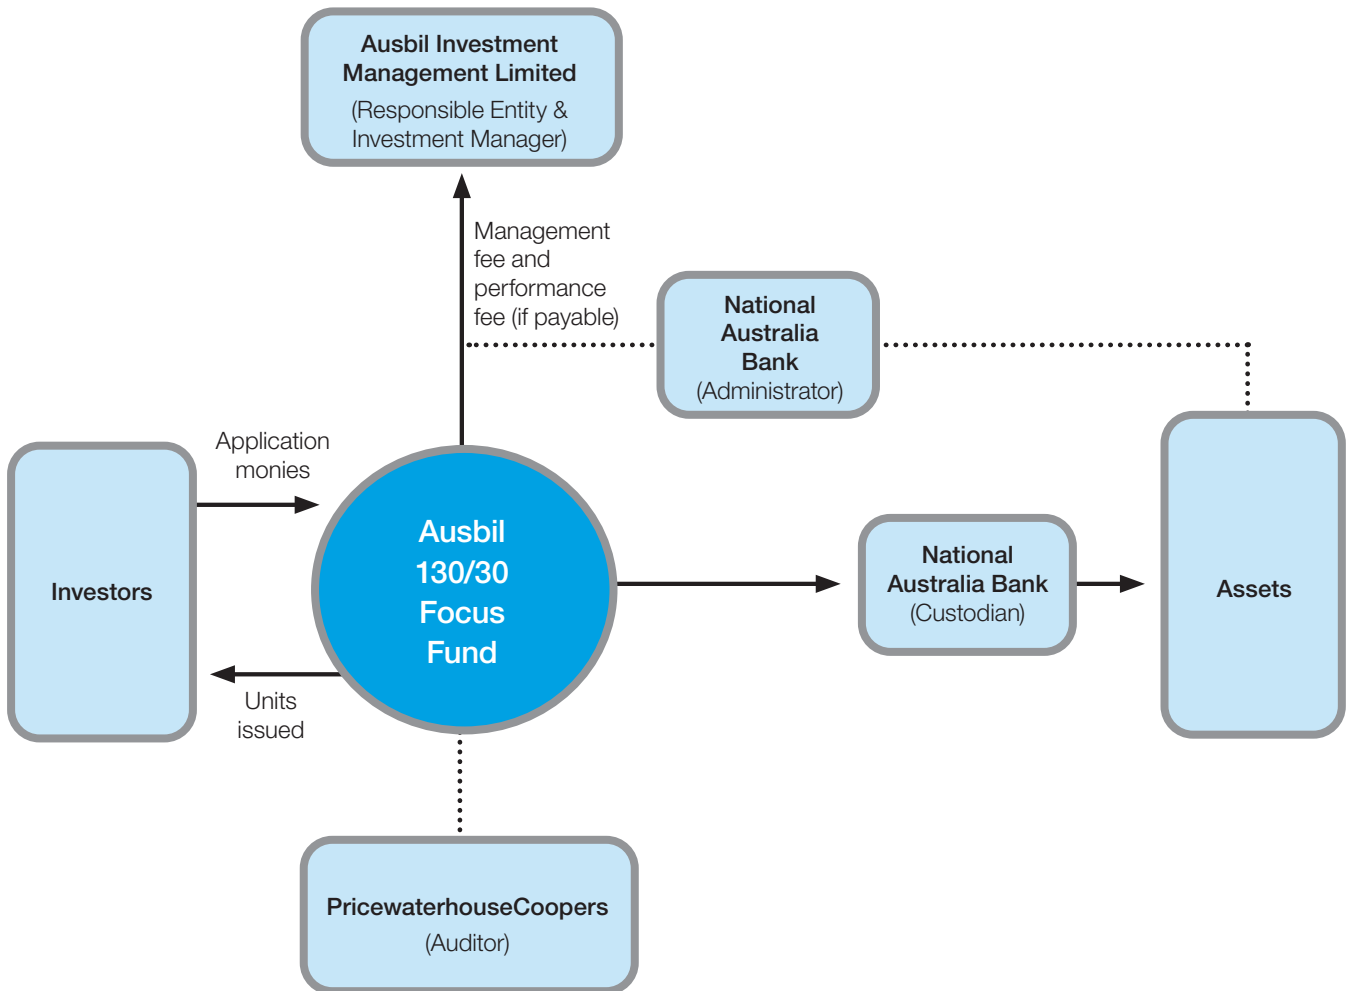 Ausbil Investment
Management Limited
(Responsible Entity &
Investment Manager)
Management
fee and
performance
fee (if payable)
National
Australia
Bank
(Administrator)
Application
monies
Investors
Ausbil
130/30
Focus
Fund
National
Australia Bank
(Custodian)
Assets
Units
issued
PricewaterhouseCoopers
(Auditor)